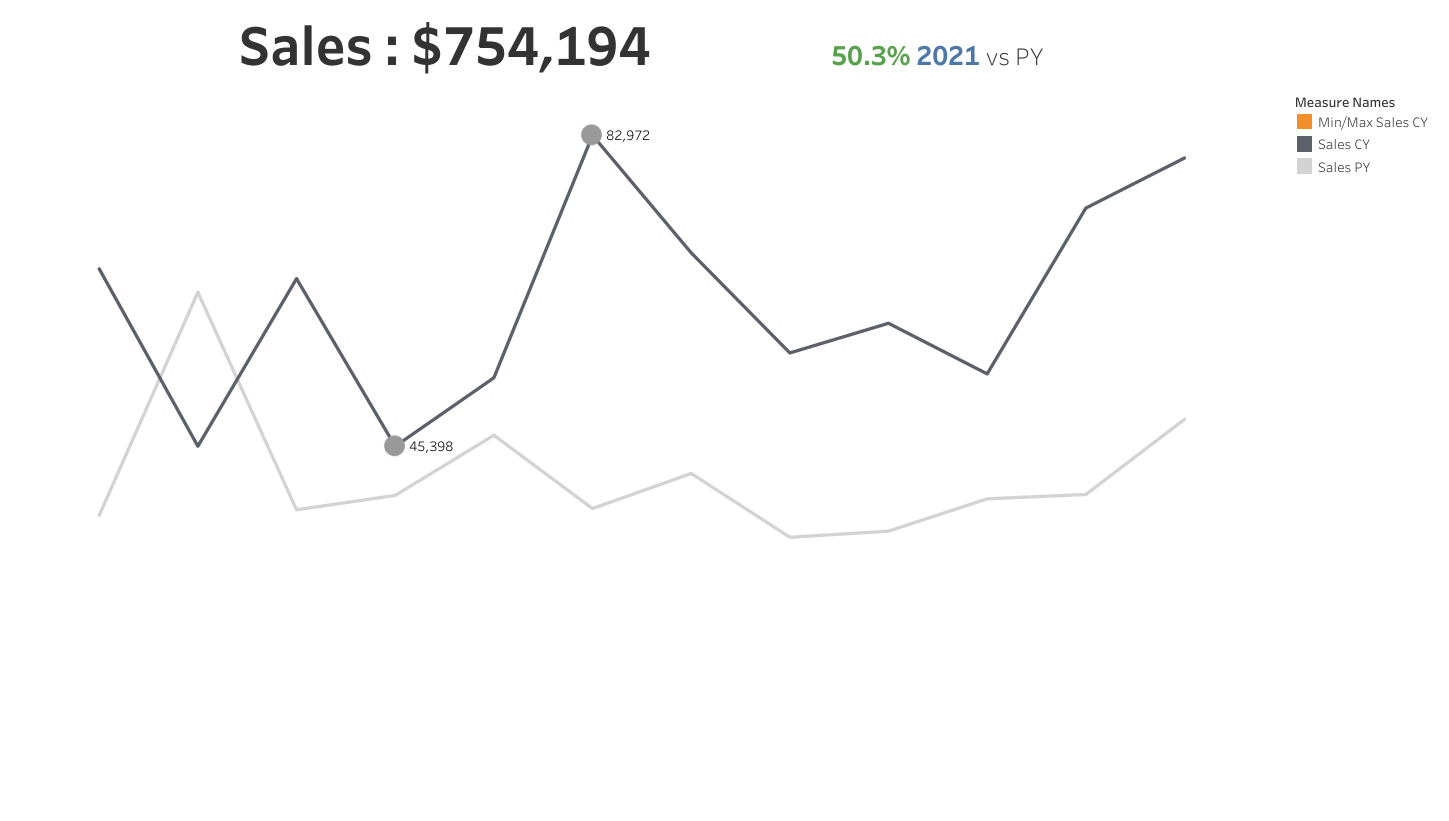 Sales : $754,194
50.3% 2021 vs PY
Measure Names
Min/Max Sales CY
Sales CY
Sales PY
82,972
45,398